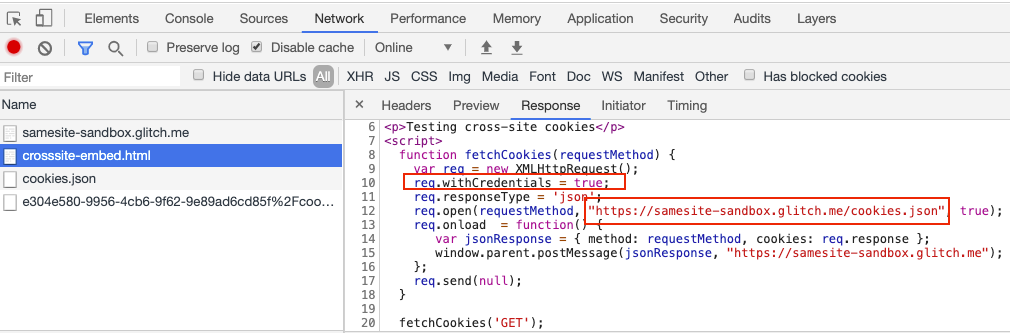 Elements Console Sources Network Performance Memory Application Security Audits Layers
Preserve log Disable cache Online
Filter Hide data URLs All XHR JS CSS Img Media Font Doc WS Manifest Other Has blocked cookies
Name
samesite-sandbox.glitch.me
crosssite-embed.html
cookies.json
e304e580-9956-4cb6-9f62-9e89ad6cd85f%2Fcoo…
× Headers Preview Response Initiator Timing
6 <p>Testing cross-site cookies</p>
7 <script>
8 function fetchCookies(requestMethod) {
9 var req = new XMLHttpRequest();
10 req.withCredentials = true;
11 req.responseType = 'json';
12 req.open(requestMethod, "https://samesite-sandbox.glitch.me/cookies.json", true);
13 req.onload = function() {
14 var jsonResponse = { method: requestMethod, cookies: req.response };
15 window.parent.postMessage(jsonResponse, "https://samesite-sandbox.glitch.me");
16 };
17 req.send(null);
18 }
19
20 fetchCookies('GET');